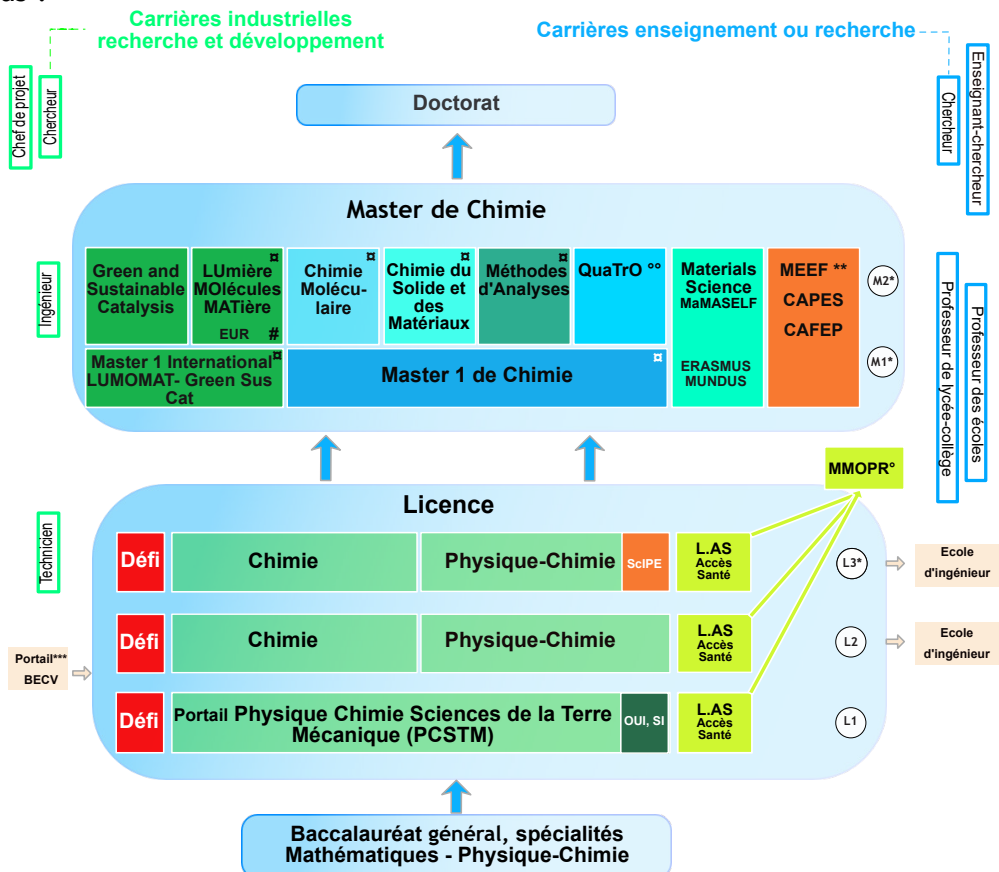 Carrières industrielles
recherche et développement
Carrières enseignement ou recherche
Chef de projet
Chercheur
Doctorat
Chercheur
Enseignant-chercheur
Master de Chimie
Ingénieur
Green and
Sustainable
Catalysis
LUmière
MOlécules
MATière
EUR #
¤
Chimie
Molécu-
laire
¤
Chimie du
Solide et
des
Matériaux
¤
Méthodes
d'Analyses
¤
QuaTrO °°
Materials
Science
MaMASELF
ERASMUS
MUNDUS
MEEF **
CAPES
CAFEP
M2*
Master 1 International
LUMOMAT- Green Sus
Cat
¤
Master 1 de Chimie
¤
M1*
Professeur de lycée-collège
Professeur des écoles
MMOPR°
Licence
Technicien
Défi
Chimie
Physique-Chimie
ScIPE
L.AS
Accès
Santé
L3*
Ecole
d'ingénieur
Défi
Chimie
Physique-Chimie
L.AS
Accès
Santé
L2
Ecole
d'ingénieur
Portail***
BECV
Défi
Portail Physique Chimie Sciences de la Terre
Mécanique (PCSTM)
OUI, SI
L.AS
Accès
Santé
L1
Baccalauréat général, spécialités
Mathématiques - Physique-Chimie